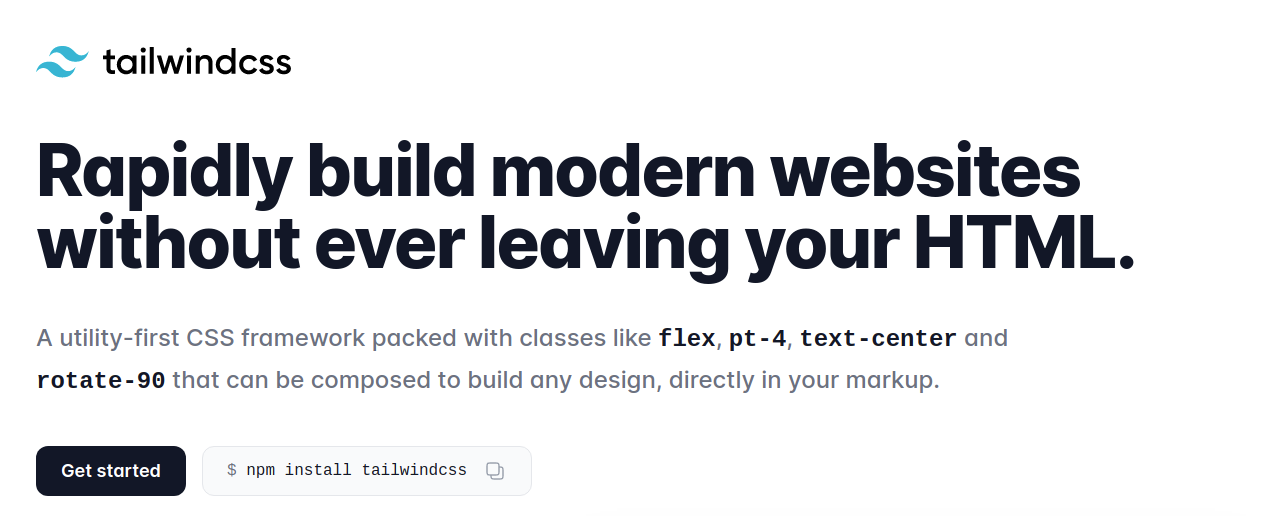 tailwindcss
Rapidly build modern websites
without ever leaving your HTML.
A utility-first CSS framework packed with classes like flex, pt-4, text-center and
rotate-90 that can be composed to build any design, directly in your markup.
Get started
$ npm install tailwindcss